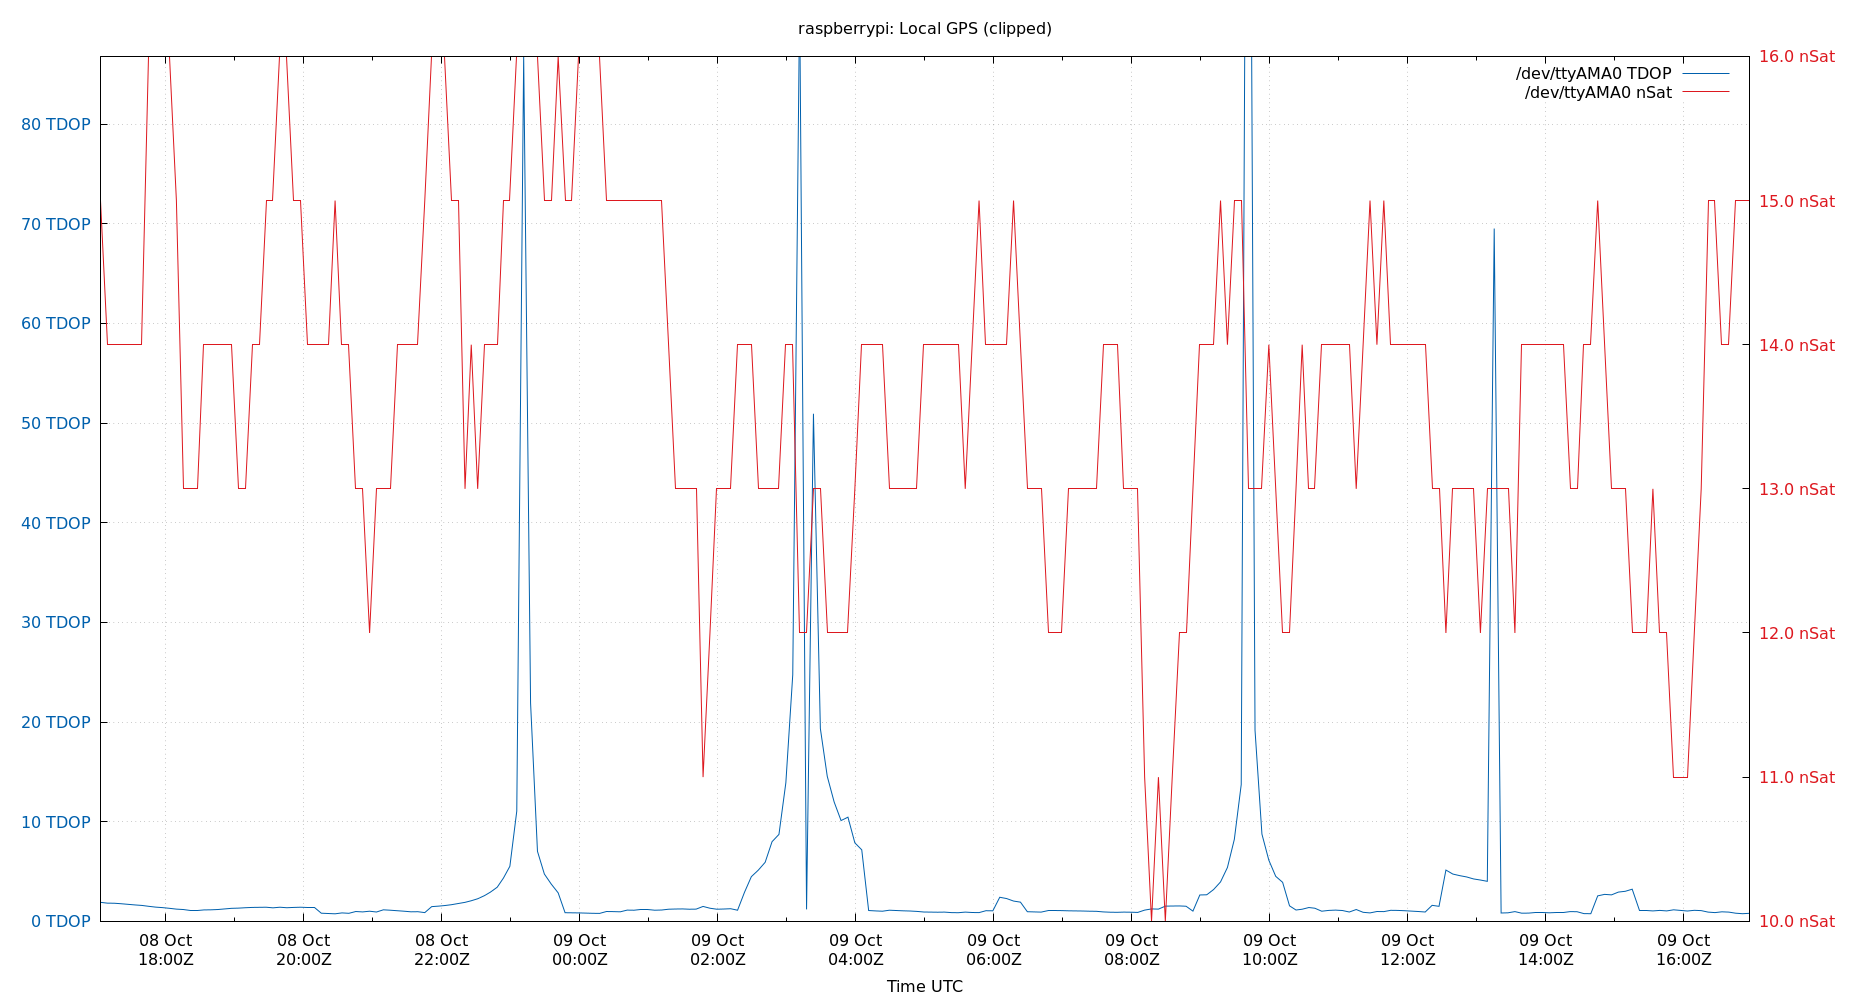 raspberrypi: Local GPS (clipped)
/dev/ttyAMA0 TDOP
/dev/ttyAMA0 nSat
80 TDOP
70 TDOP
60 TDOP
50 TDOP
40 TDOP
30 TDOP
20 TDOP
10 TDOP
0 TDOP
16.0 nSat
15.0 nSat
14.0 nSat
13.0 nSat
12.0 nSat
11.0 nSat
10.0 nSat
08 Oct
18:00Z
08 Oct
20:00Z
08 Oct
22:00Z
09 Oct
00:00Z
09 Oct
02:00Z
09 Oct
04:00Z
09 Oct
06:00Z
09 Oct
08:00Z
09 Oct
10:00Z
09 Oct
12:00Z
09 Oct
14:00Z
09 Oct
16:00Z
Time UTC